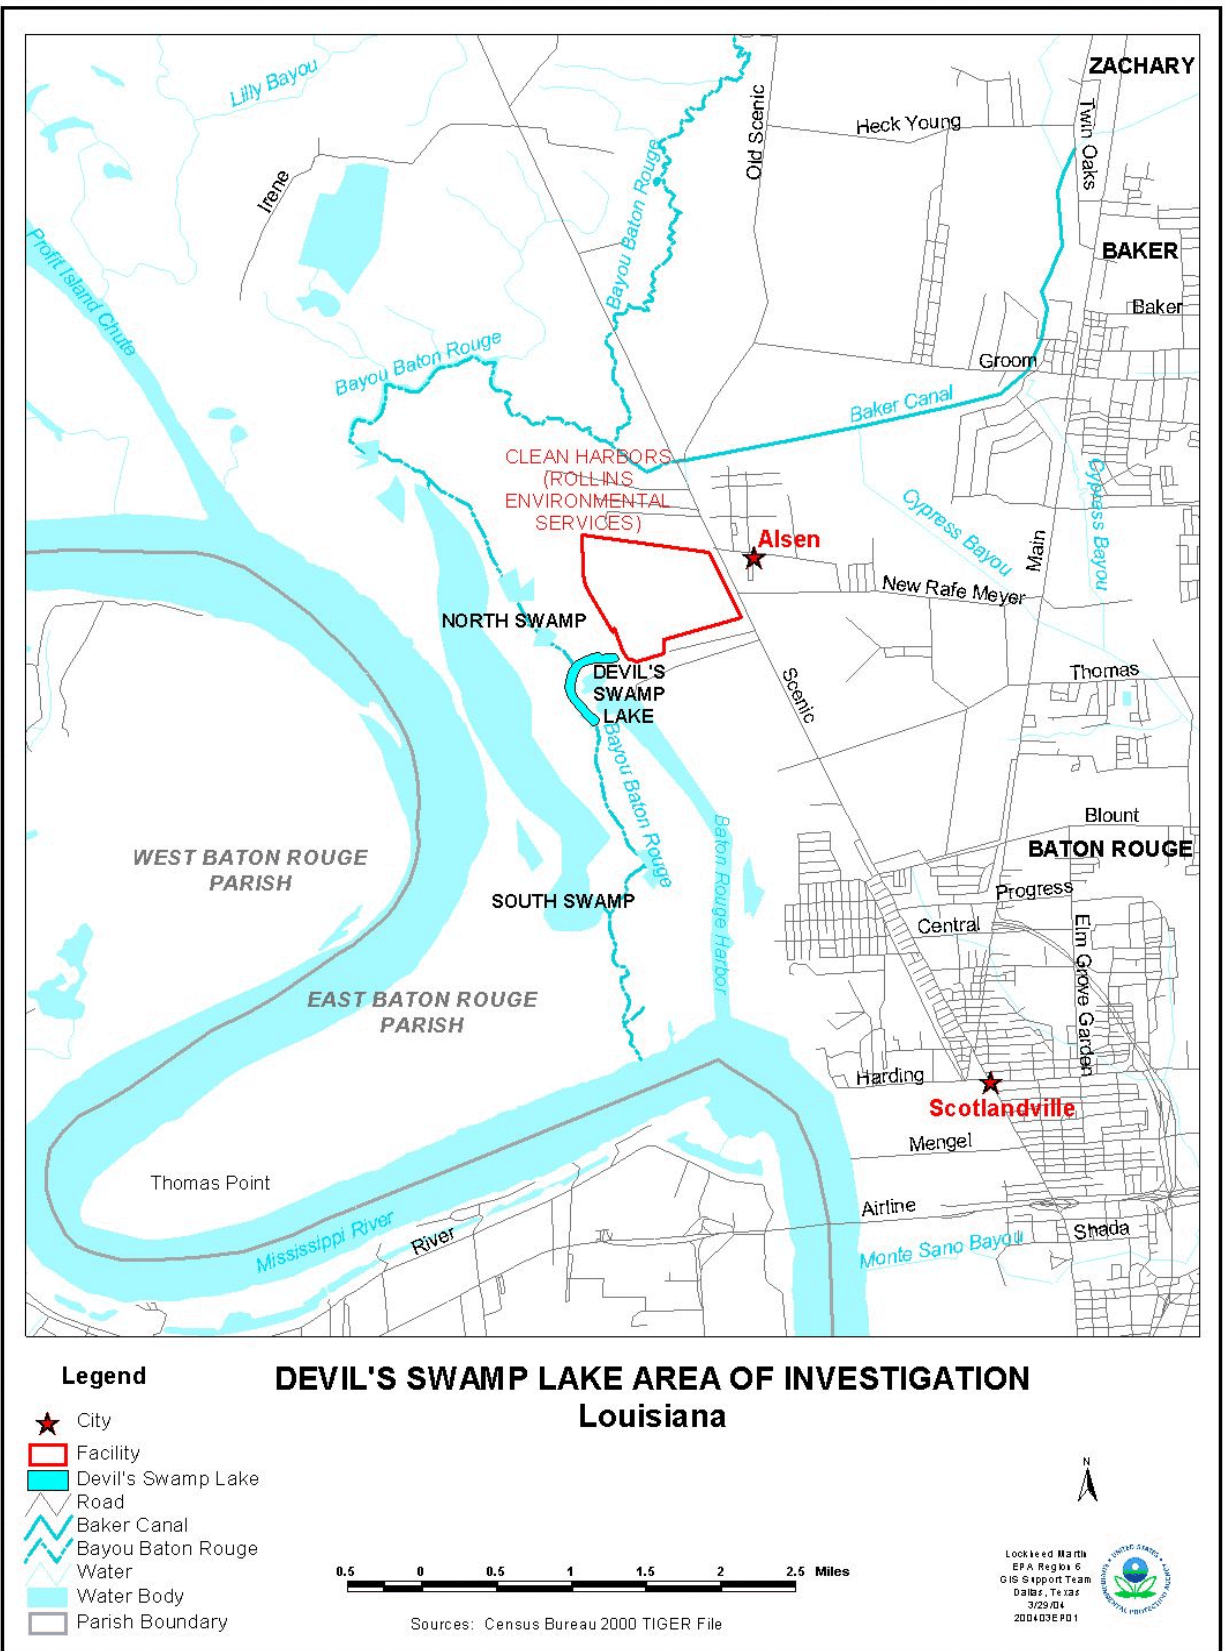 ZACHARY
Lilly Bayou
Old Scenic
Heck Young
Twin Oaks
Irene
Bayou Baton Rouge
Profit Island Chute
BAKER
Baker
Bayou Baton Rouge
Groom
Baker Canal
CLEAN HARBORS
(ROLLINS
ENVIRONMENTAL
SERVICES)
Cypress Bayou
Cypress Bayou
Alsen
Main
New Rafe Meyer
NORTH SWAMP
DEVIL'S
SWAMP
LAKE
Thomas
Scenic
Bayou Baton Rouge
Baton Rouge Harbor
Blount
BATON ROUGE
WEST BATON ROUGE
PARISH
SOUTH SWAMP
Progress
Central
Elm Grove Garden
EAST BATON ROUGE
PARISH
Harding
Scotlandville
Mengel
Thomas Point
Mississippi River
River
Airline
Shada
Monte Sano Bayou
Legend
City
Facility
Devil's Swamp Lake
Road
Baker Canal
Bayou Baton Rouge
Water
Water Body
Parish Boundary
DEVIL'S SWAMP LAKE AREA OF INVESTIGATION
Louisiana
N
0.5 0 0.5 1 1.5 2 2.5 Miles
Sources: Census Bureau 2000 TIGER File
Lockheed Martin
EPA Region 6
GIS Support Team
Dallas, Texas
3/29/04
200403EP01
UNITED STATES
ENVIRONMENTAL PROTECTION AGENCY